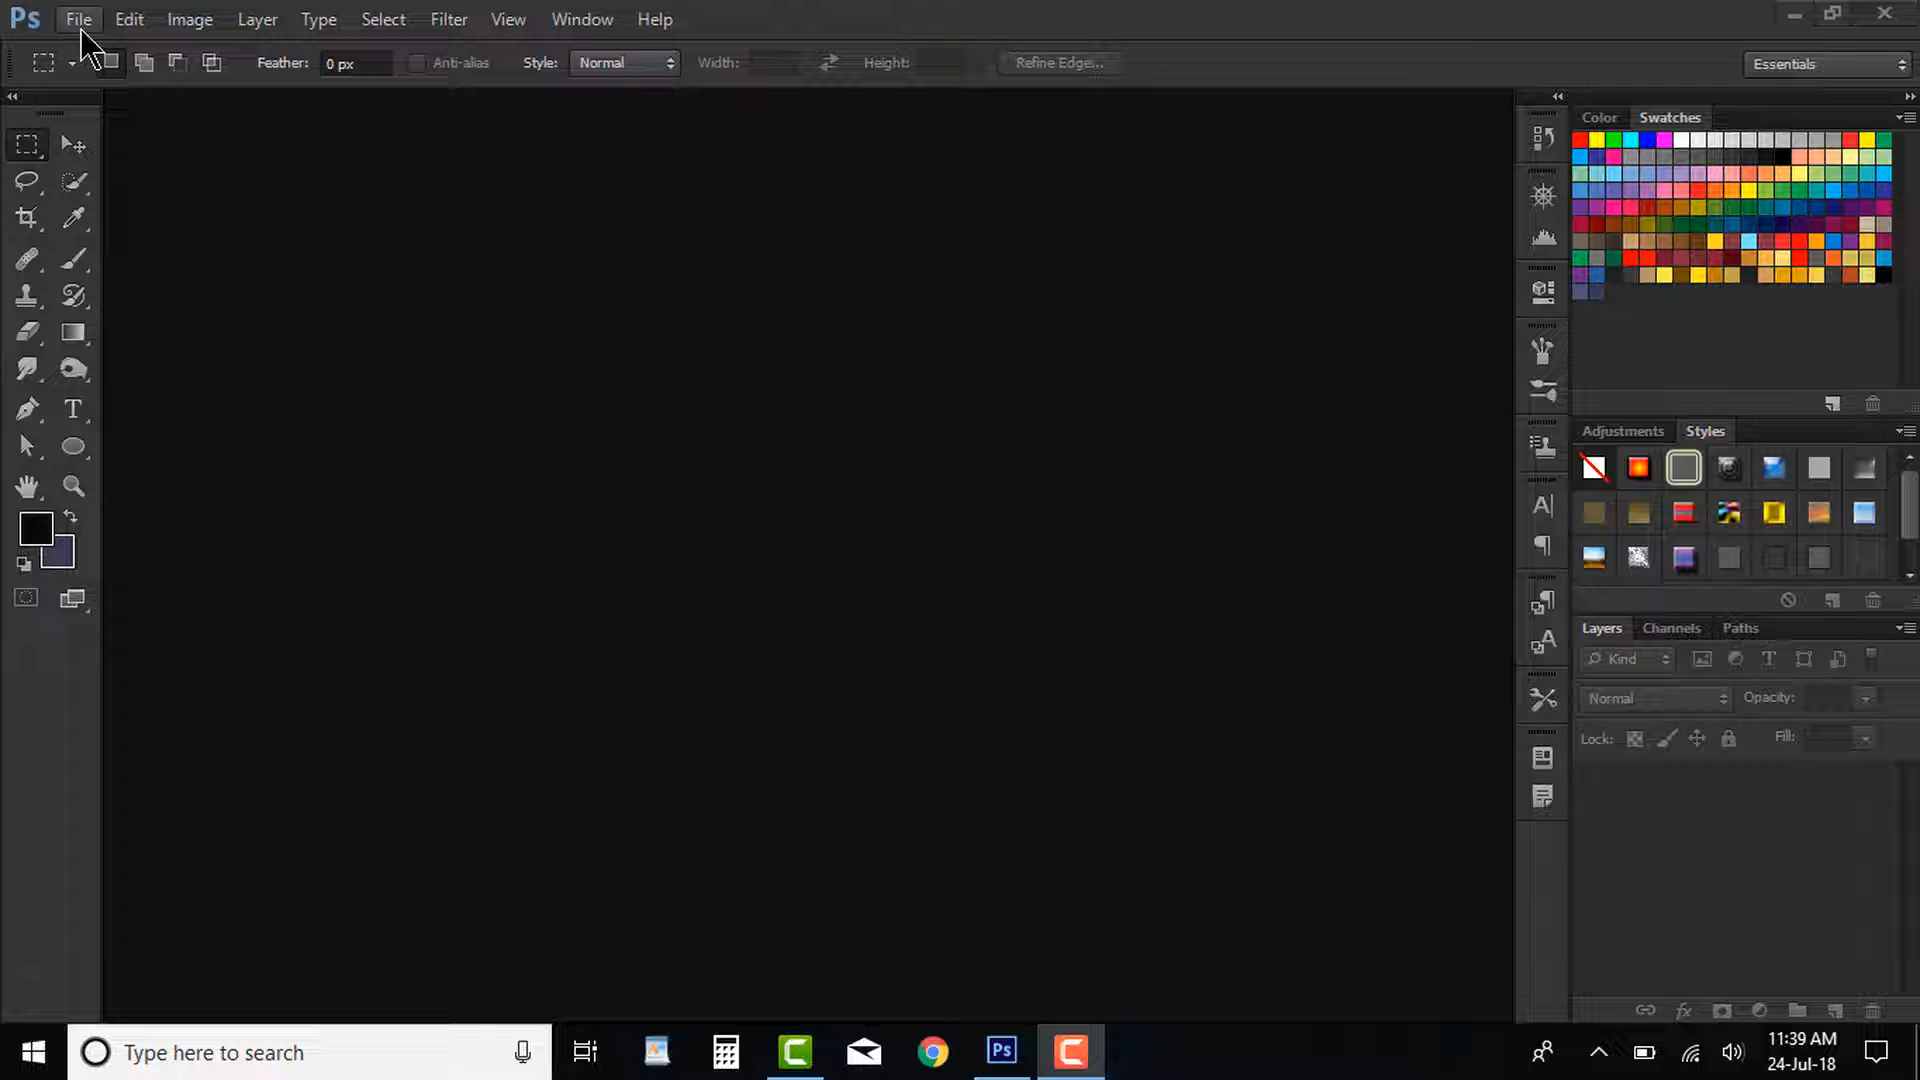 Ps File Edit Image Layer Type Select Filter View Window Help
Feather: 0 px Anti-alias Style: Normal Width: Height: Refine Edge... Essentials
Color Swatches
Adjustments Styles
Layers Channels Paths
Kind
Normal Opacity:
Lock: Fill:
Type here to search
Ps
11:39 AM
24-Jul-18